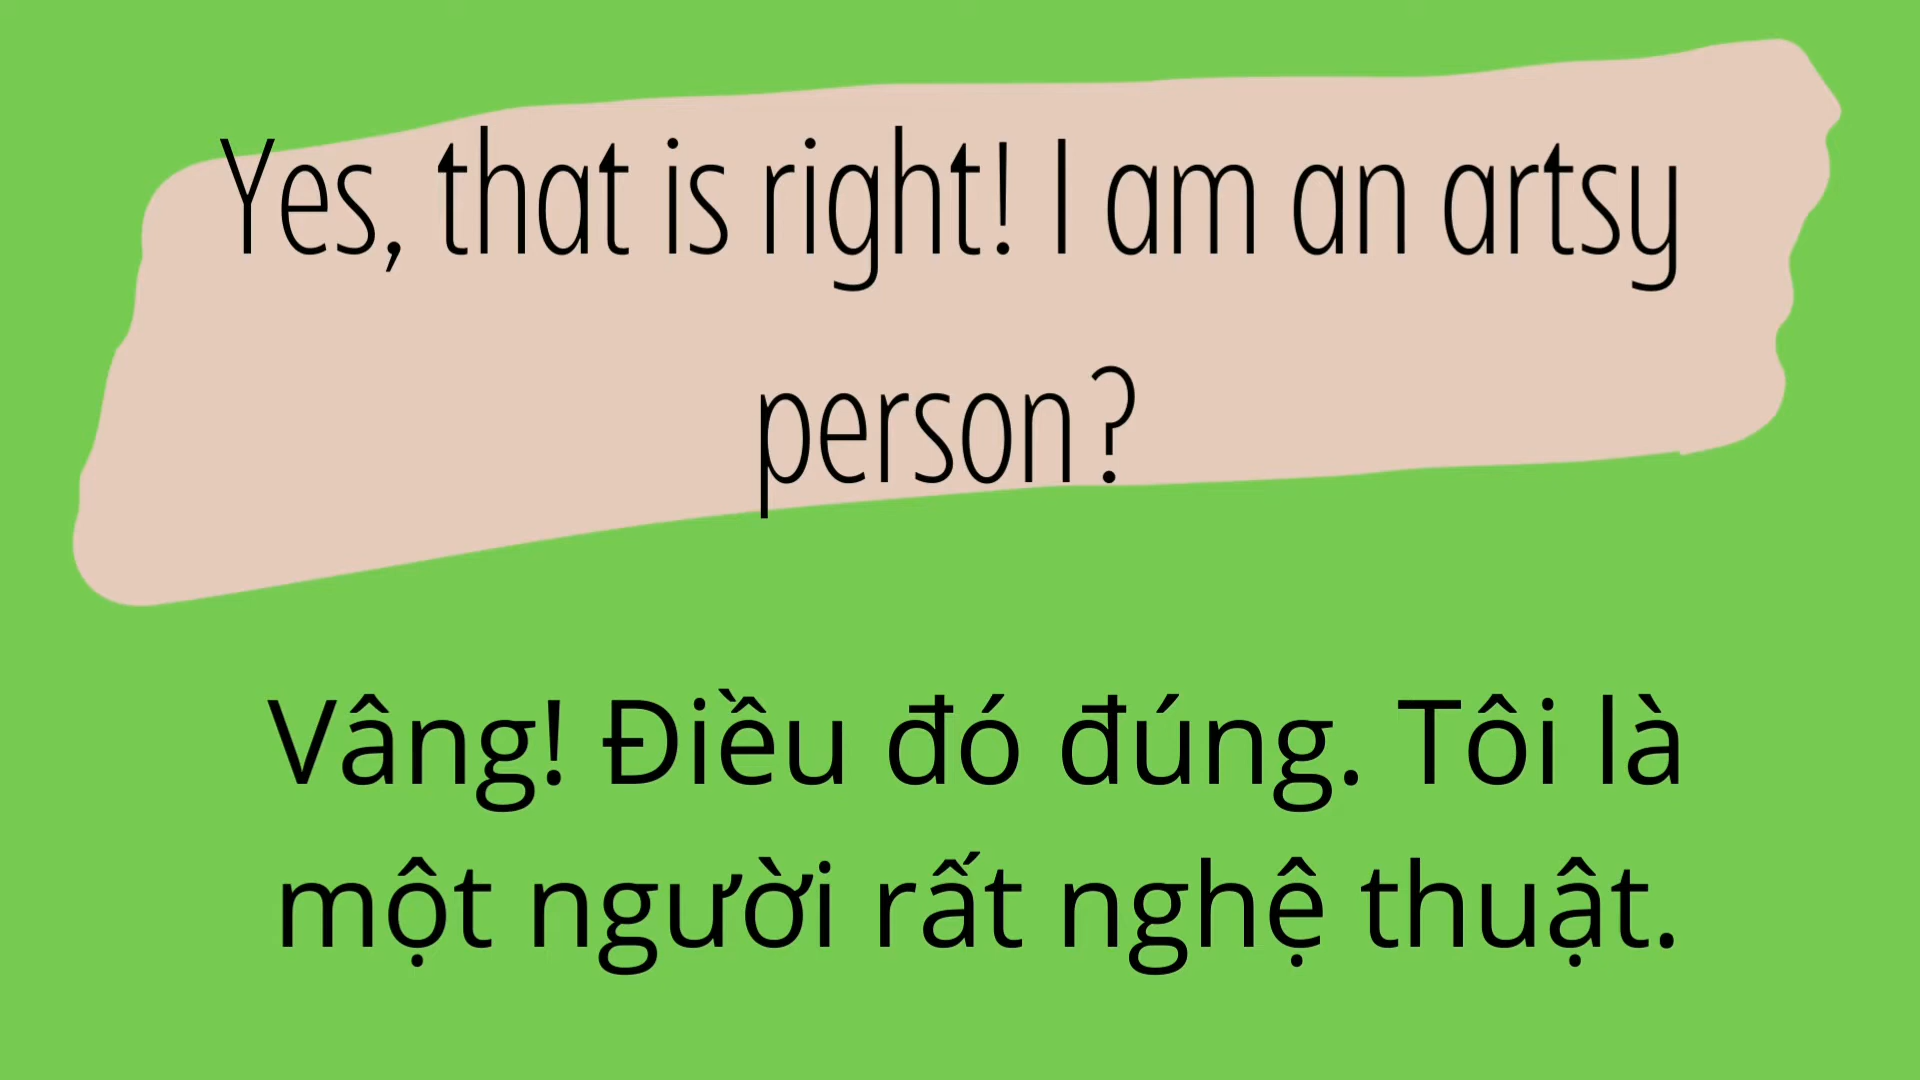 Yes, that is right! I am an artsy
person?
Vâng! Điều đó đúng. Tôi là
một người rất nghệ thuật.